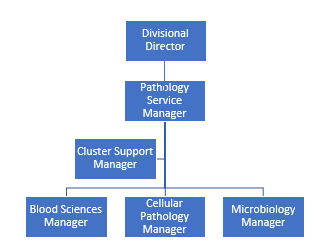 Divisional
Director
Pathology
Service
Manager
Cluster Support
Manager
Blood Sciences
Manager
Cellular
Pathology
Manager
Microbiology
Manager